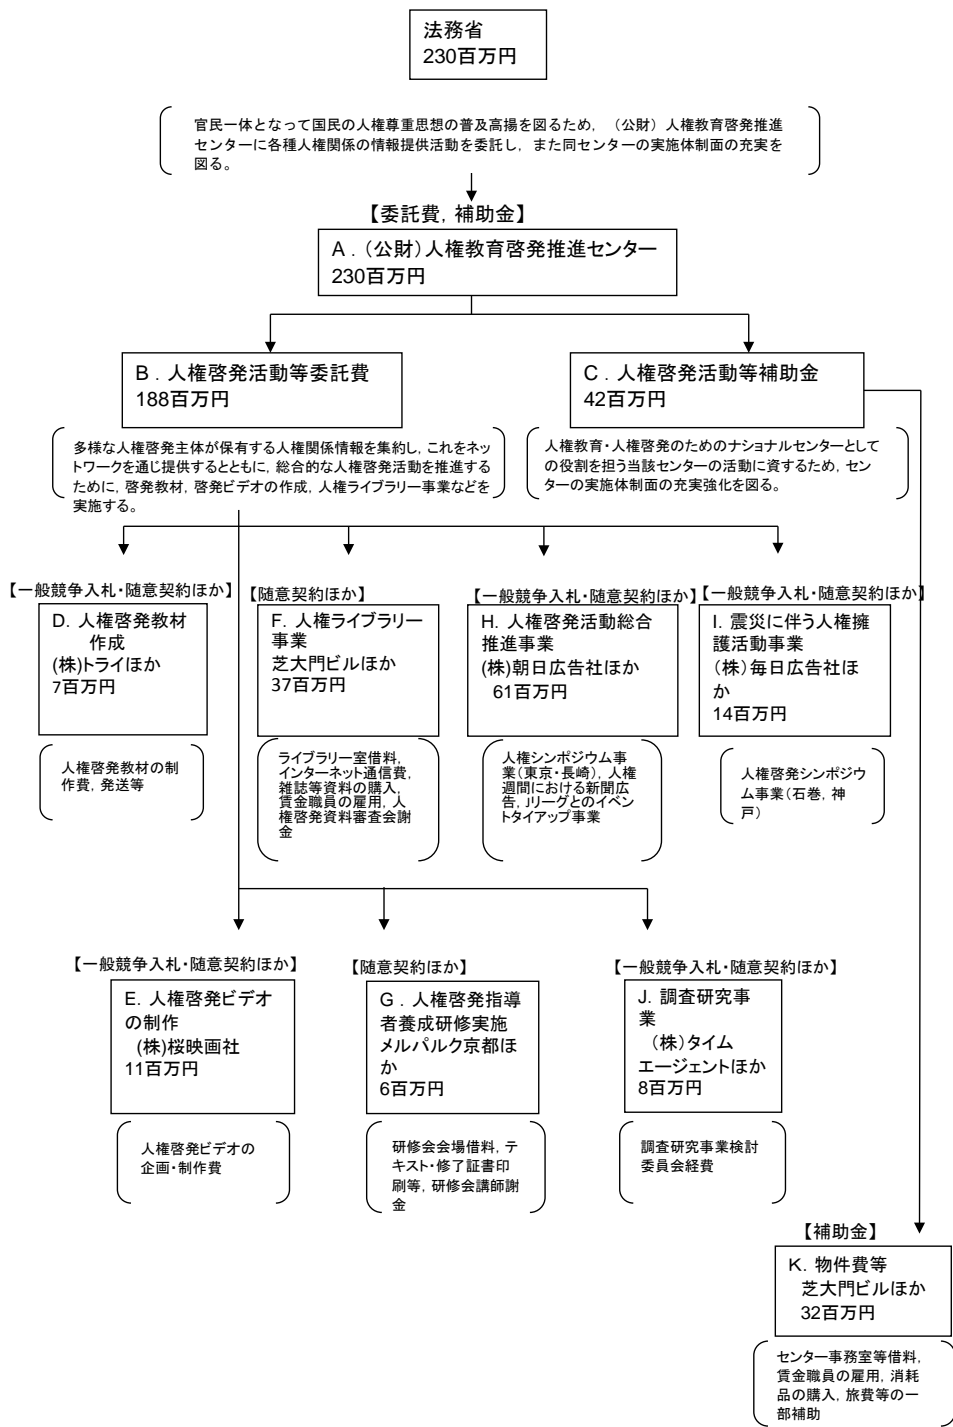 法務省
230百万円
官民一体となって国民の人権尊重思想の普及高揚を図るため，（公財）人権教育啓発推進
センターに各種人権関係の情報提供活動を委託し，また同センターの実施体制面の充実を
図る。
【委託費，補助金】
A．（公財）人権教育啓発推進センター
230百万円
B．人権啓発活動等委託費
188百万円
C．人権啓発活動等補助金
42百万円
多様な人権啓発主体が保有する人権関係情報を集約し，これをネッ
トワークを通じ提供するとともに，総合的な人権啓発活動を推進する
ために，啓発教材，啓発ビデオの作成，人権ライブラリー事業などを
実施する。
人権教育・人権啓発のためのナショナルセンターとして
の役割を担う当該センターの活動に資するため，セン
ターの実施体制面の充実強化を図る。
【一般競争入札・随意契約ほか】
D．人権啓発教材
作成
(株)トライほか
7百万円
人権啓発教材の制
作費，発送等
【随意契約ほか】
F．人権ライブラリー
事業
芝大門ビルほか
37百万円
ライブラリー室借料，
インターネット通信費，
雑誌等資料の購入，
賃金職員の雇用，人
権啓発資料審査会謝
金
【一般競争入札・随意契約ほか】
H．人権啓発活動総合
推進事業
(株)朝日広告社ほか
61百万円
人権シンポジウム事
業（東京・長崎），人権
週間における新聞広
告，Jリーグとのイベン
トタイアップ事業
【一般競争入札・随意契約ほか】
I．震災に伴う人権擁
護活動事業
（株）毎日広告社ほ
か
14百万円
人権啓発シンポジウ
ム事業（石巻，神
戸）
【一般競争入札・随意契約ほか】
E．人権啓発ビデオ
の制作
(株)桜映画社
11百万円
人権啓発ビデオの
企画・制作費
【随意契約ほか】
G．人権啓発指導
者養成研修実施
メルパルク京都ほ
か
6百万円
研修会会場借料，テ
キスト・修了証書印
刷等，研修会講師謝
金
【一般競争入札・随意契約ほか】
J．調査研究事
業
（株）タイム
エージェントほか
8百万円
調査研究事業検討
委員会経費
【補助金】
K．物件費等
芝大門ビルほか
32百万円
センター事務室等借料，
賃金職員の雇用，消耗
品の購入，旅費等の一
部補助